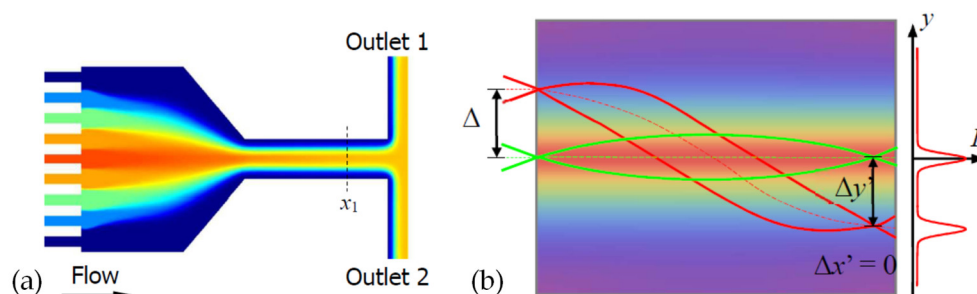 Outlet 1
x₁
Outlet 2
(a)
Flow
Δ
y
I
Δy'
Δx' = 0
(b)